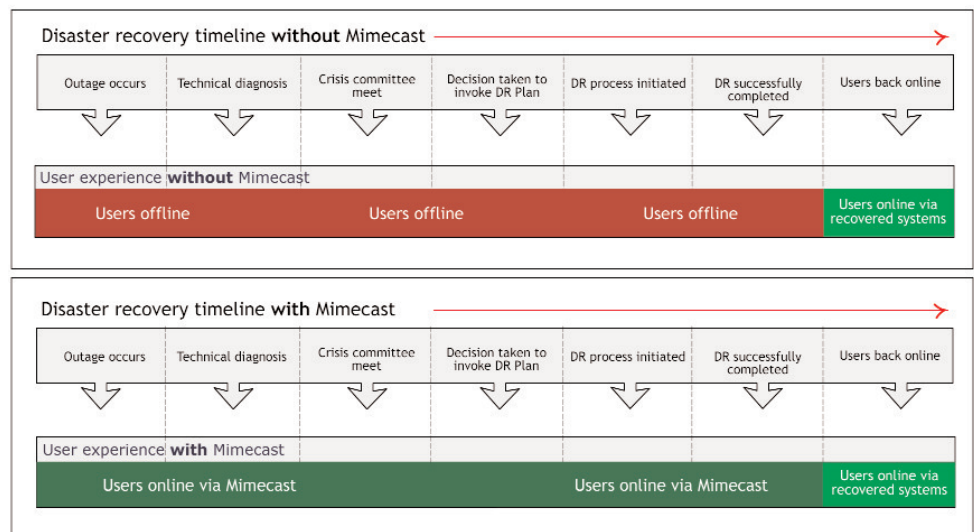 Disaster recovery timeline without Mimecast
Outage occurs
Technical diagnosis
Crisis committee
meet
Decision taken to
invoke DR Plan
DR process initiated
DR successfully
completed
Users back online
User experience without Mimecast
Users offline
Users offline
Users offline
Users online via
recovered systems
Disaster recovery timeline with Mimecast
Outage occurs
Technical diagnosis
Crisis committee
meet
Decision taken to
invoke DR Plan
DR process initiated
DR successfully
completed
Users back online
User experience with Mimecast
Users online via Mimecast
Users online via Mimecast
Users online via
recovered systems